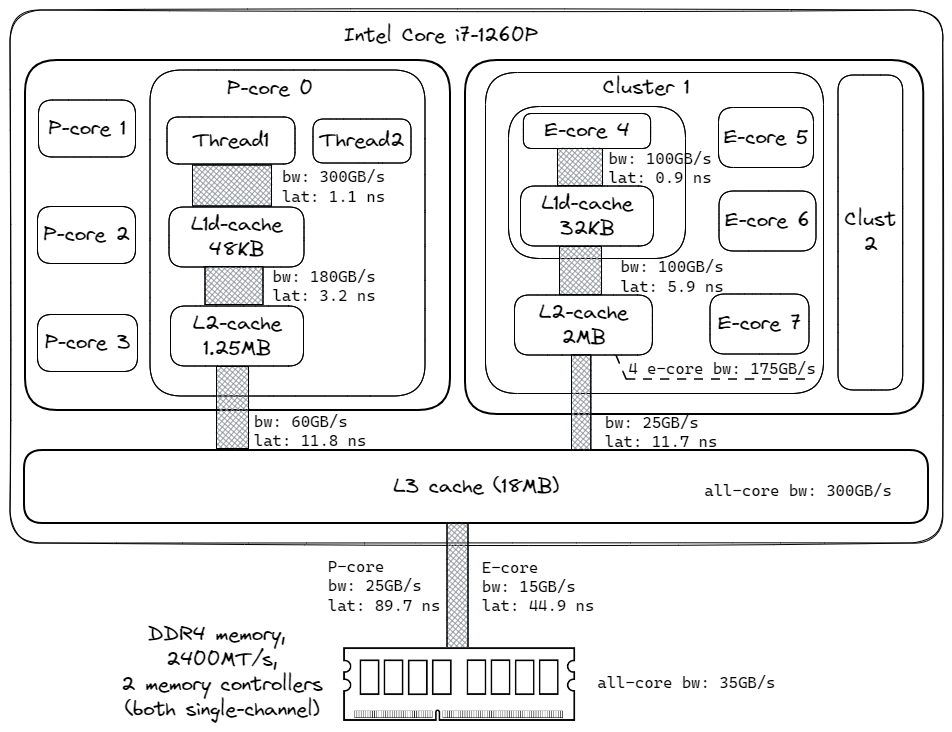 Intel Core i7-1260P
P-core 0
P-core 1
P-core 2
P-core 3
Thread1
Thread2
bw: 300GB/s
lat: 1.1 ns
L1d-cache
48KB
bw: 180GB/s
lat: 3.2 ns
L2-cache
1.25MB
bw: 60GB/s
lat: 11.8 ns
Cluster 1
E-core 4
bw: 100GB/s
lat: 0.9 ns
L1d-cache
32KB
bw: 100GB/s
lat: 5.9 ns
L2-cache
2MB
4 e-core bw: 175GB/s
E-core 5
E-core 6
E-core 7
Clust
2
bw: 25GB/s
lat: 11.7 ns
L3 cache (18MB)
all-core bw: 300GB/s
P-core
bw: 25GB/s
lat: 89.7 ns
E-core
bw: 15GB/s
lat: 44.9 ns
DDR4 memory,
2400MT/s,
2 memory controllers
(both single-channel)
all-core bw: 35GB/s